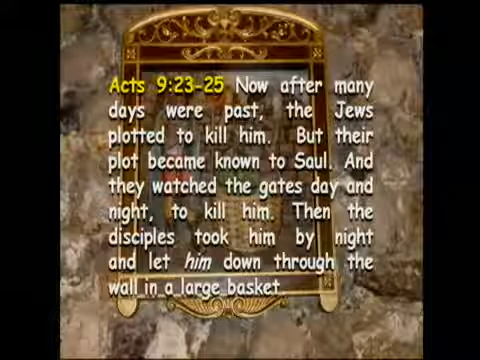 Acts 9:23-25 Now after many
days were past, the Jews
plotted to kill him. But their
plot became known to Saul. And
they watched the gates day and
night, to kill him. Then the
disciples took him by night
and let him down through the
wall in a large basket.